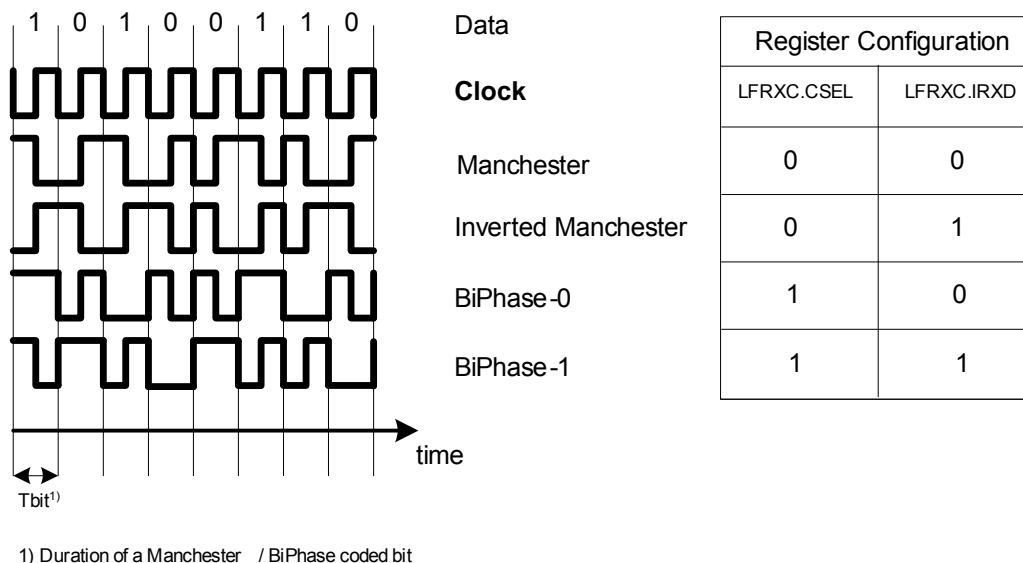 1 0 1 0 0 1 1 0 Data
Clock
Manchester
Inverted Manchester
BiPhase-0
BiPhase-1
time
Tbit1)
Register Configuration
LFRXC.CSEL LFRXC.IRXD
0 0
0 1
1 0
1 1
1) Duration of a Manchester / BiPhase coded bit